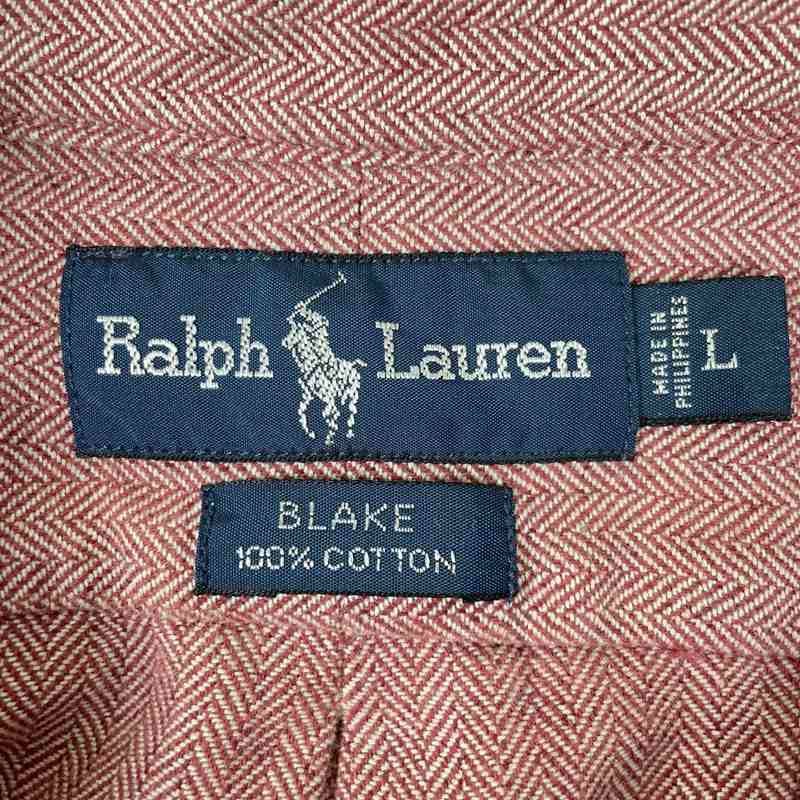 Ralph Lauren
MADE IN
PHILIPPINES
L
BLAKE
100% COTTON